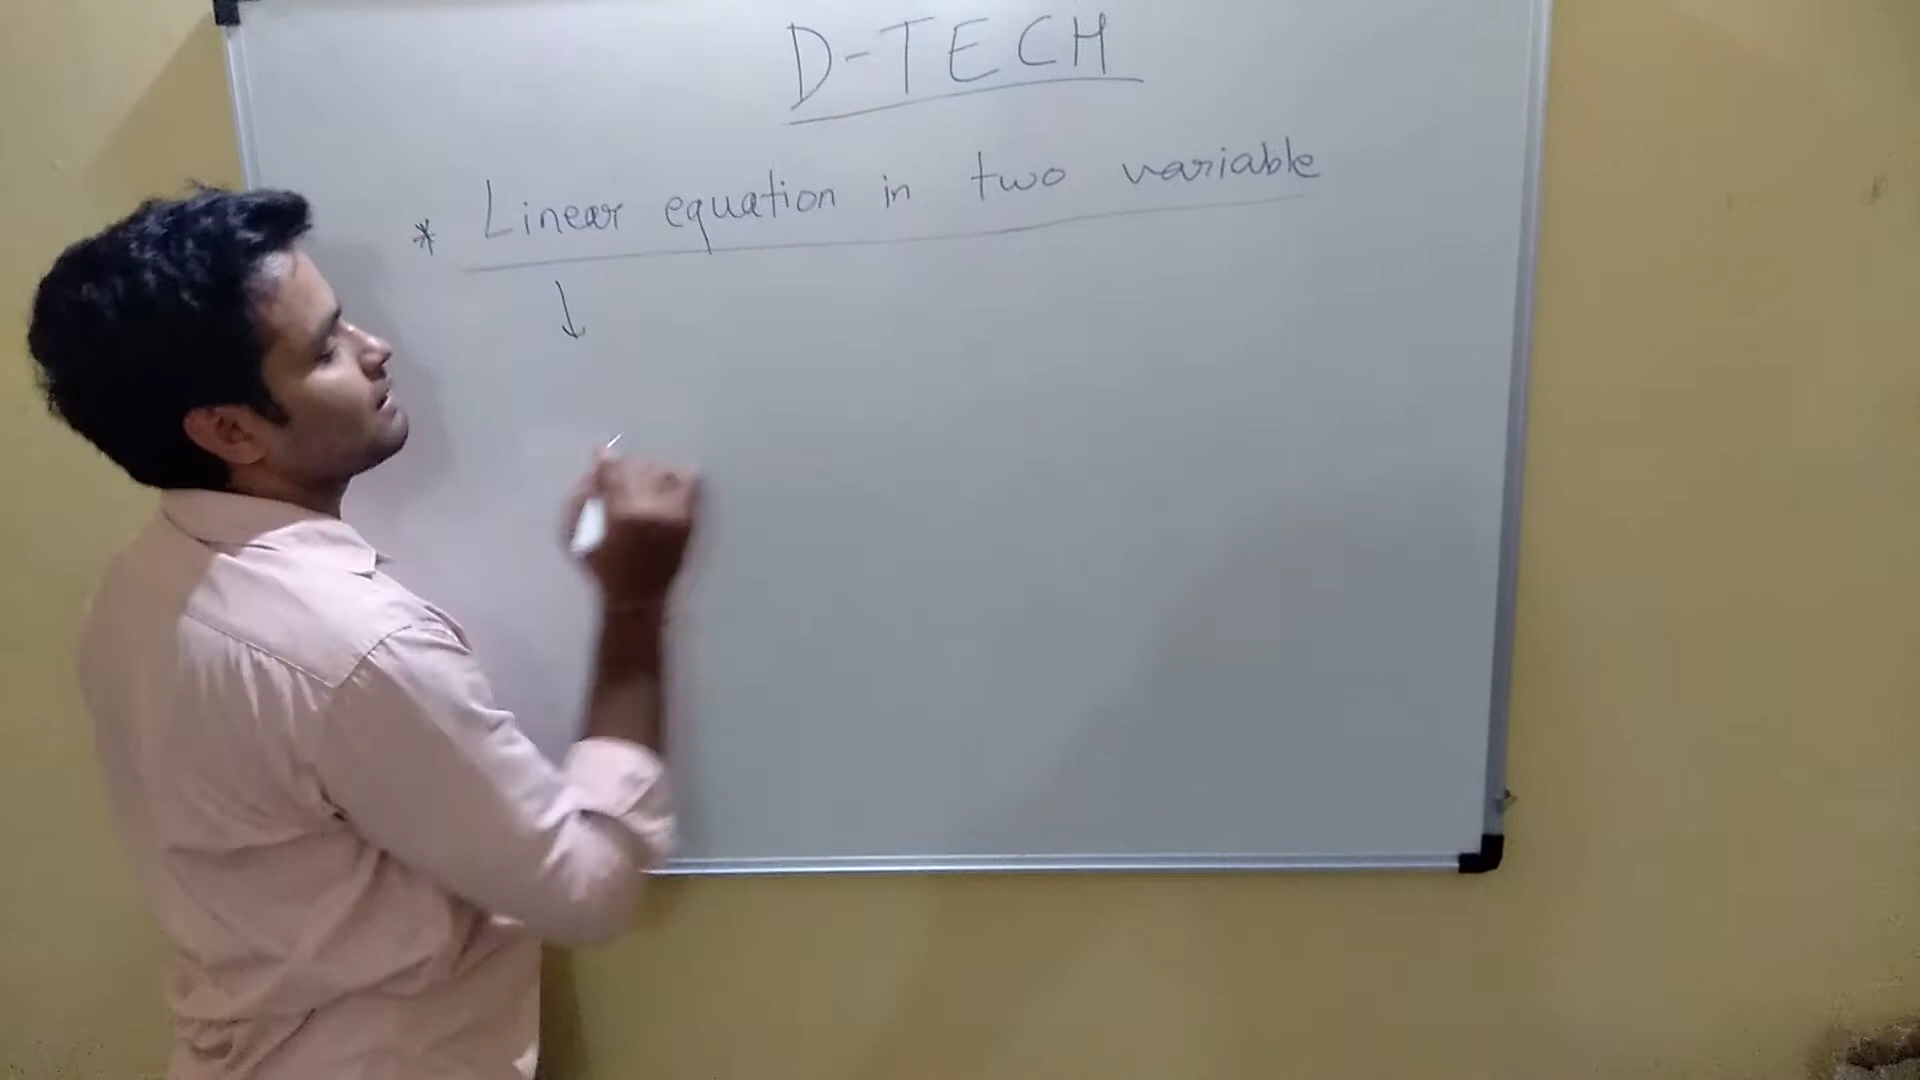 D-TECH
* Linear equation in two variable
↓